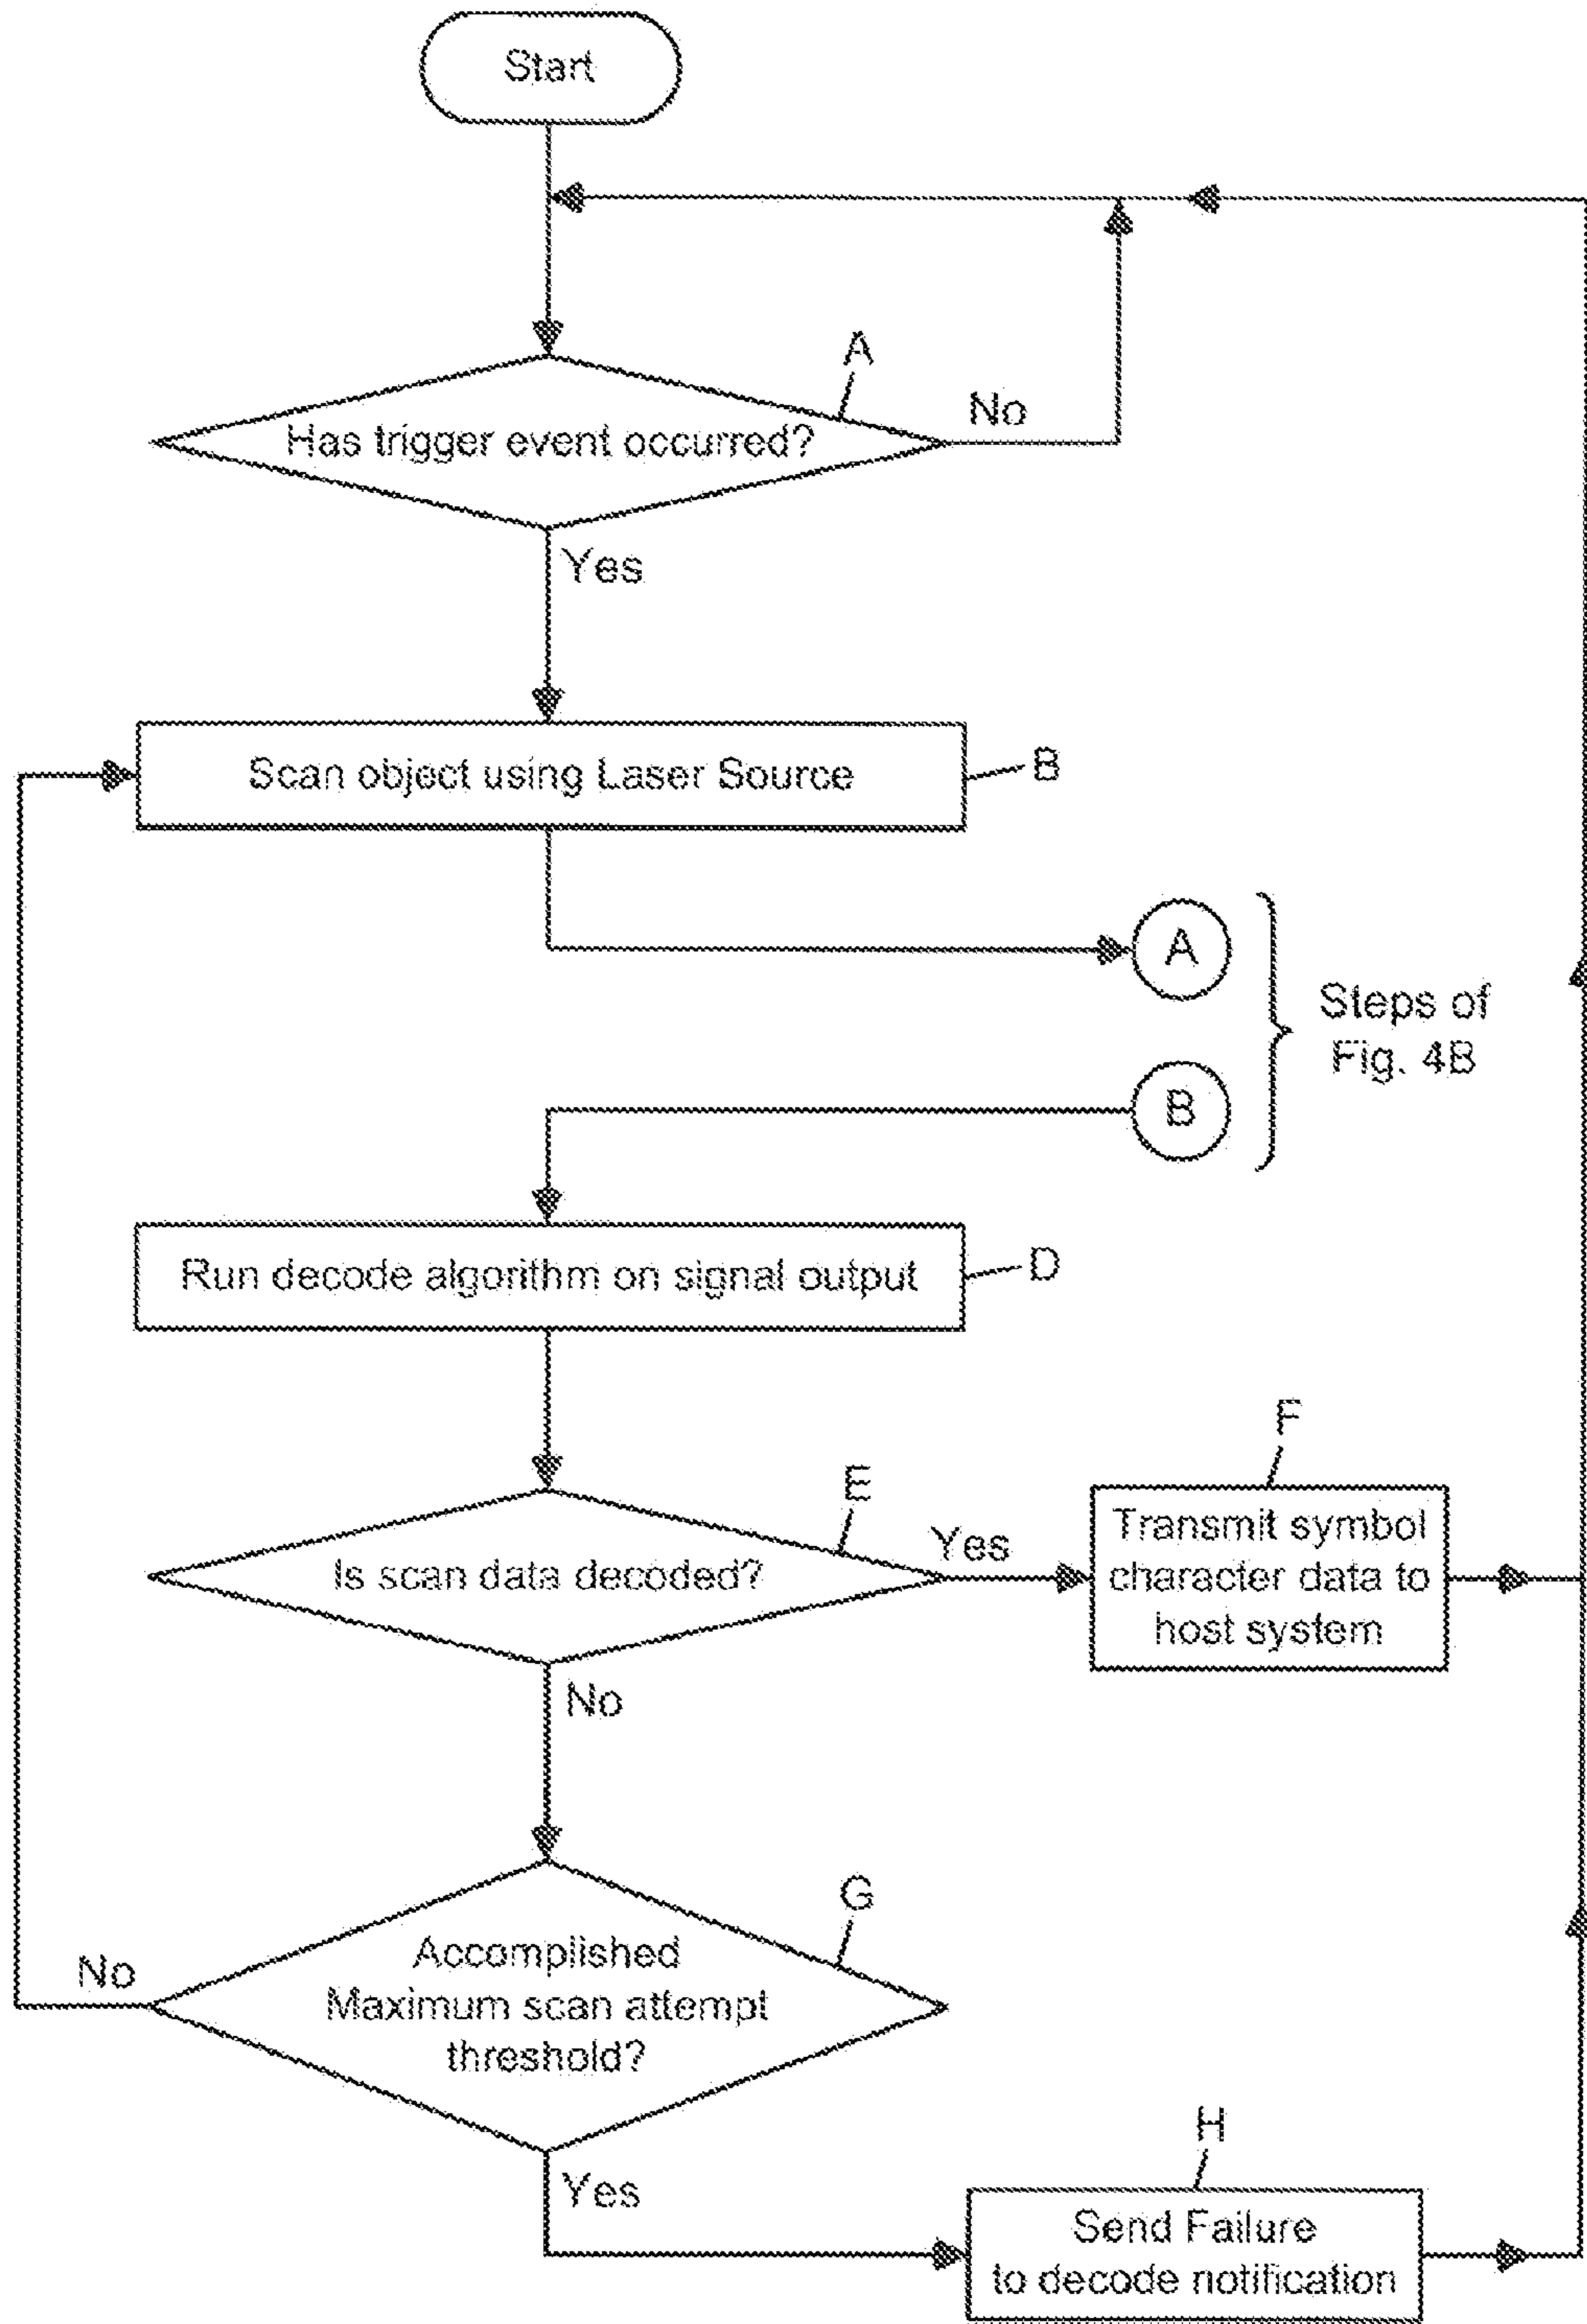 Start
A
Has trigger event occurred?
No
Yes
Scan object using Laser Source
B
A
Steps of
Fig. 4B
B
Run decode algorithm on signal output
D
F
E
Transmit symbol
character data to
host system
Is scan data decoded?
Yes
No
G
Accomplished
Maximum scan attempt
threshold?
No
Yes
H
Send Failure
to decode notification